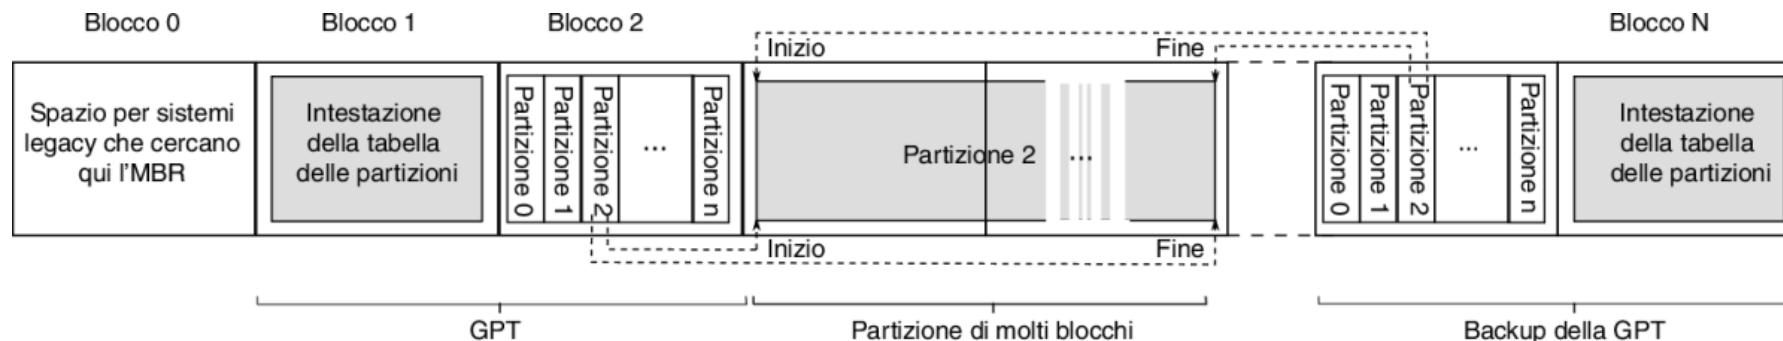 Blocco 0
Blocco 1
Blocco 2
Blocco N
Inizio
Fine
Spazio per sistemi
legacy che cercano
qui l'MBR
Intestazione
della tabella
delle partizioni
Partizione 0
Partizione 1
Partizione 2
...
Partizione n
Partizione 2
...
Partizione 0
Partizione 1
Partizione 2
...
Partizione n
Intestazione
della tabella
delle partizioni
Inizio
Fine
GPT
Partizione di molti blocchi
Backup della GPT